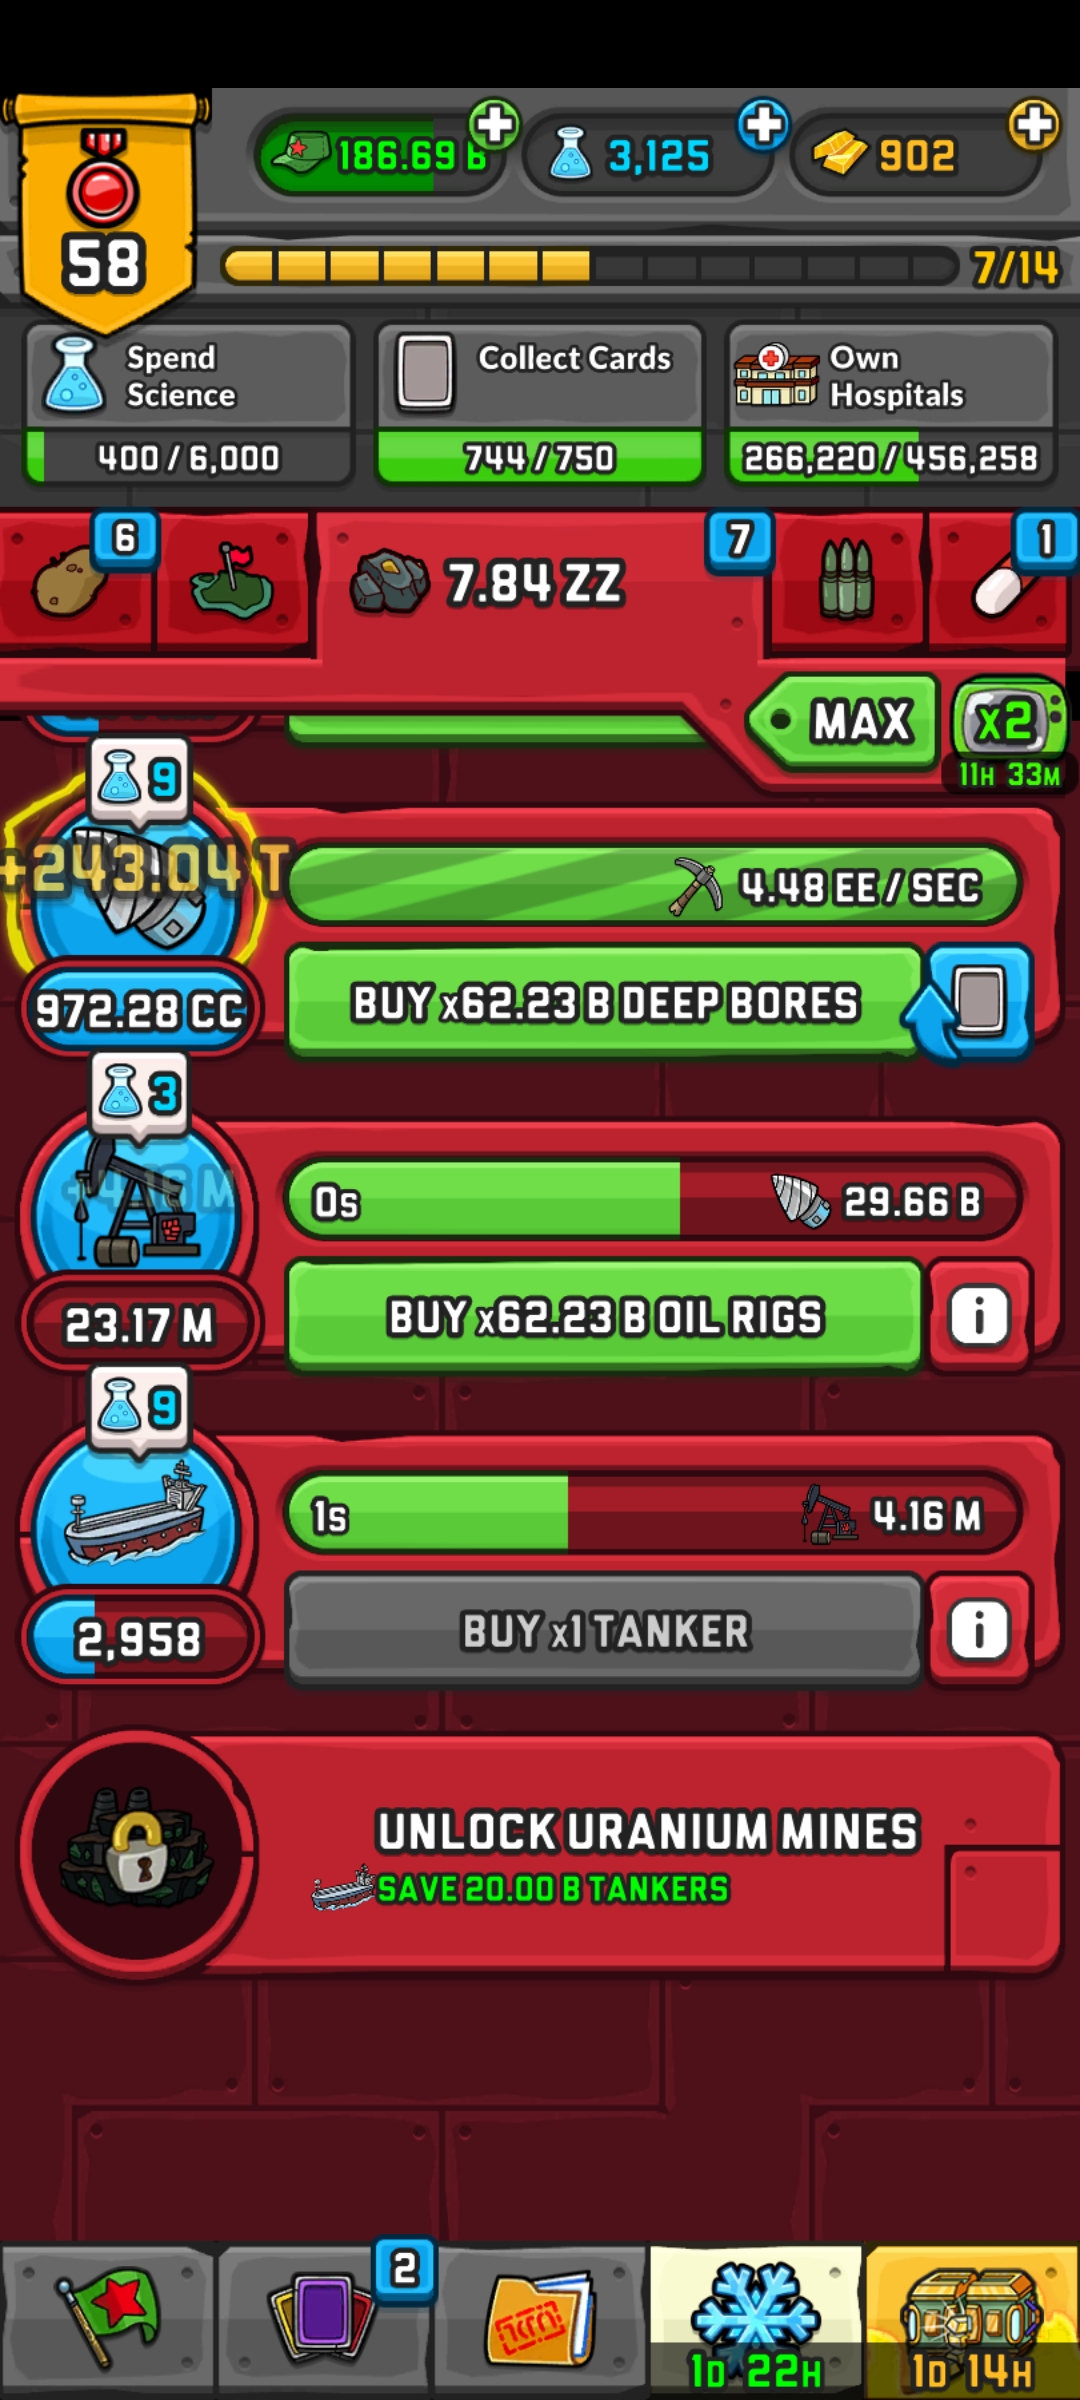 186.69 B
3,125
902
58
7/14
Spend
Science
400 / 6,000
Collect Cards
744 / 750
Own
Hospitals
266,220 / 456,258
6
7.84 ZZ
7
1
MAX
x2
11H 33M
9
+243.04 T
4.48 EE / SEC
972.28 CC
BUY x62.23 B DEEP BORES
3
0s
29.66 B
23.17 M
BUY x62.23 B OIL RIGS
i
9
1s
4.16 M
2,958
BUY x1 TANKER
i
UNLOCK URANIUM MINES
SAVE 20.00 B TANKERS
2
1D 22H
1D 14H